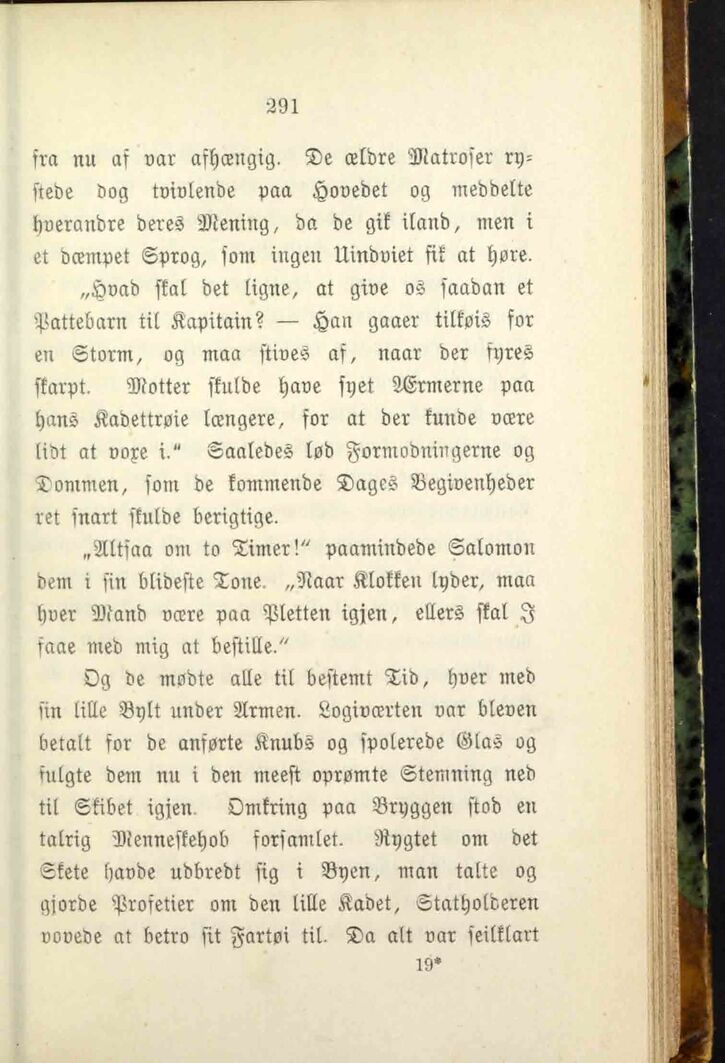 291
fra nu af var afhængig. De ældre Matroser ry-
stede dog tvivlende paa Hovedet og meddelte
hverandre deres Mening, da de gik iland, men i
et dæmpet Sprog, som ingen Uindviet fik at høre.
„Hvad skal det ligne, at give os saadan et
Pattebarn til Kapitain? — Han gaaer tilkøis for
en Storm, og maa stives af, naar der fyres
skarpt. Motter skulde have syet Ærmerne paa
hans Kadettrøie længere, for at der kunde være
lidt at voxe i." Saaledes lød Formodningerne og
Dommen, som de kommende Dages Begivenheder
ret snart skulde berigtige.
„Altsaa om to Timer!" paamindede Salomon
dem i sin blideste Tone. „Naar Klokken lyder, maa
hver Mand være paa Pletten igjen, ellers skal I
faae med mig at bestille."
Og de mødte alle til bestemt Tid, hver med
sin lille Bylt under Armen. Logiværten var bleven
betalt for de anførte Knubs og spolerede Glas og
fulgte dem nu i den meest oprømte Stemning ned
til Skibet igjen. Omkring paa Bryggen stod en
talrig Menneskehob forsamlet. Rygtet om det
Skete havde udbredt sig i Byen, man talte og
gjorde Profetier om den lille Kadet, Statholderen
vovede at betro sit Fartøi til. Da alt var seilklart
19*